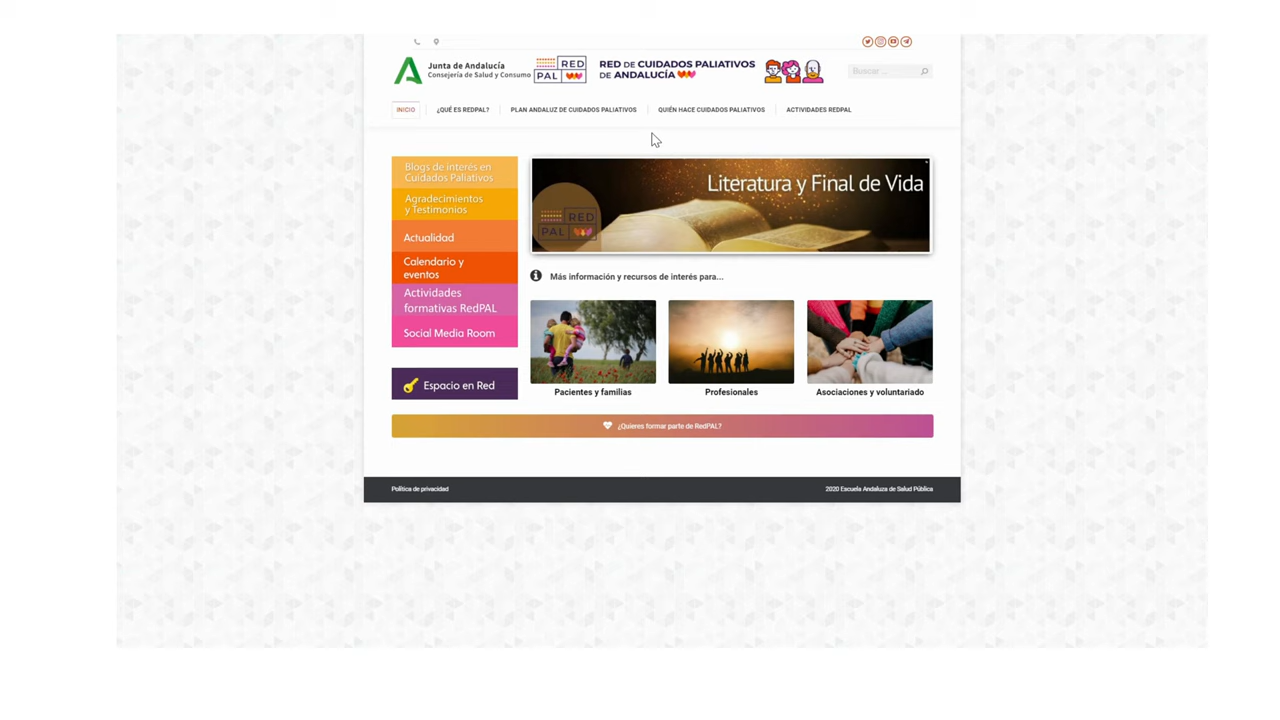 Junta de Andalucía
Consejería de Salud y Consumo
RED
PAL
RED DE CUIDADOS PALIATIVOS
DE ANDALUCÍA
Buscar ...
INICIO
¿QUÉ ES REDPAL?
PLAN ANDALUZ DE CUIDADOS PALIATIVOS
QUIÉN HACE CUIDADOS PALIATIVOS
ACTIVIDADES REDPAL
Blogs de interés en
Cuidados Paliativos
Agradecimientos
y Testimonios
Actualidad
Calendario y
eventos
Actividades
formativas RedPAL
Social Media Room
Espacio en Red
Literatura y Final de Vida
RED
PAL
Más información y recursos de interés para...
Pacientes y familias
Profesionales
Asociaciones y voluntariado
¿Quieres formar parte de RedPAL?
Política de privacidad
2020 Escuela Andaluza de Salud Pública